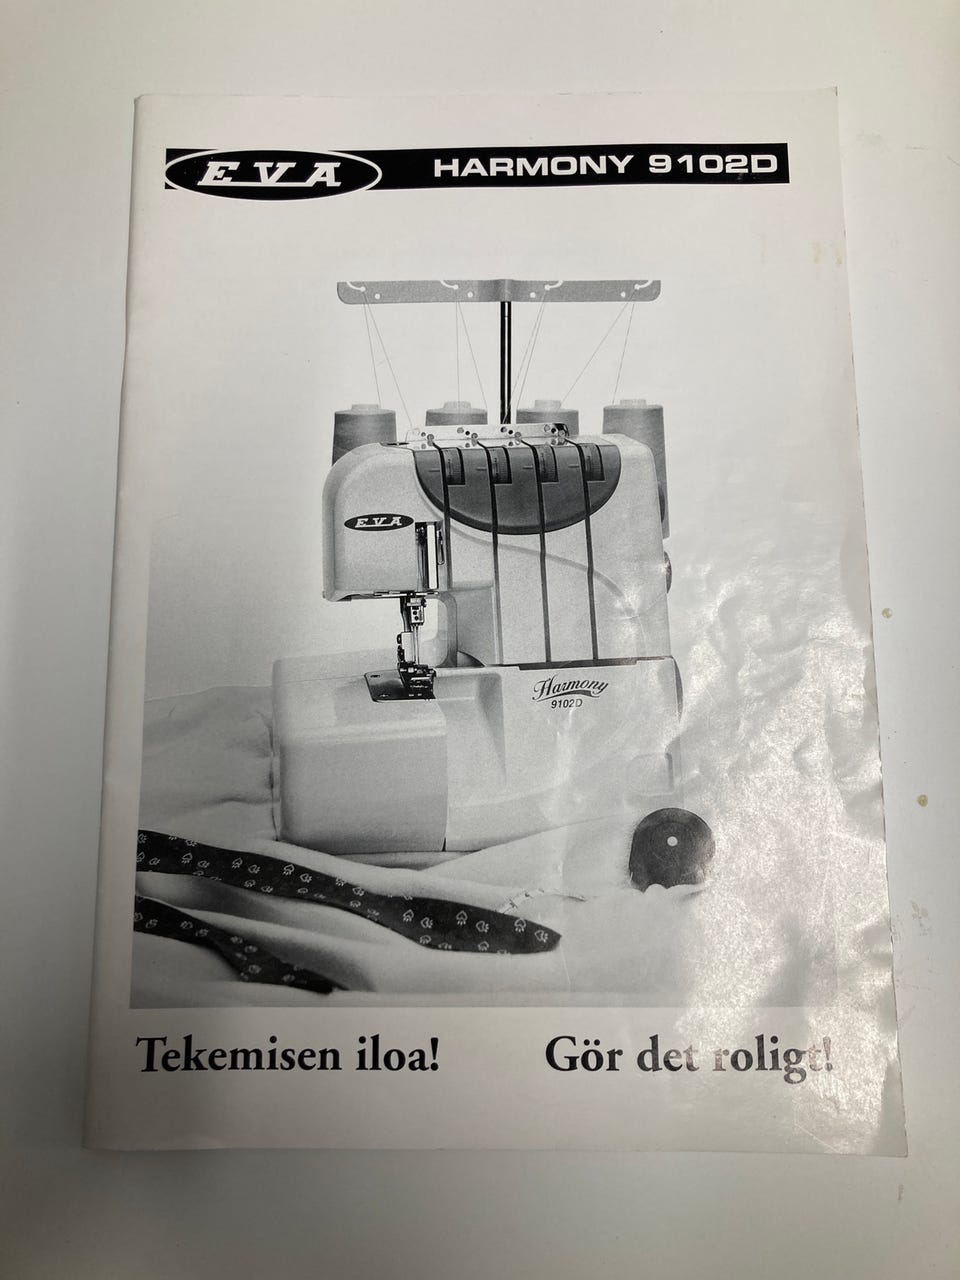 EVA HARMONY 9102D
EVA
Harmony
9102D
Tekemisen iloa! Gör det roligt!